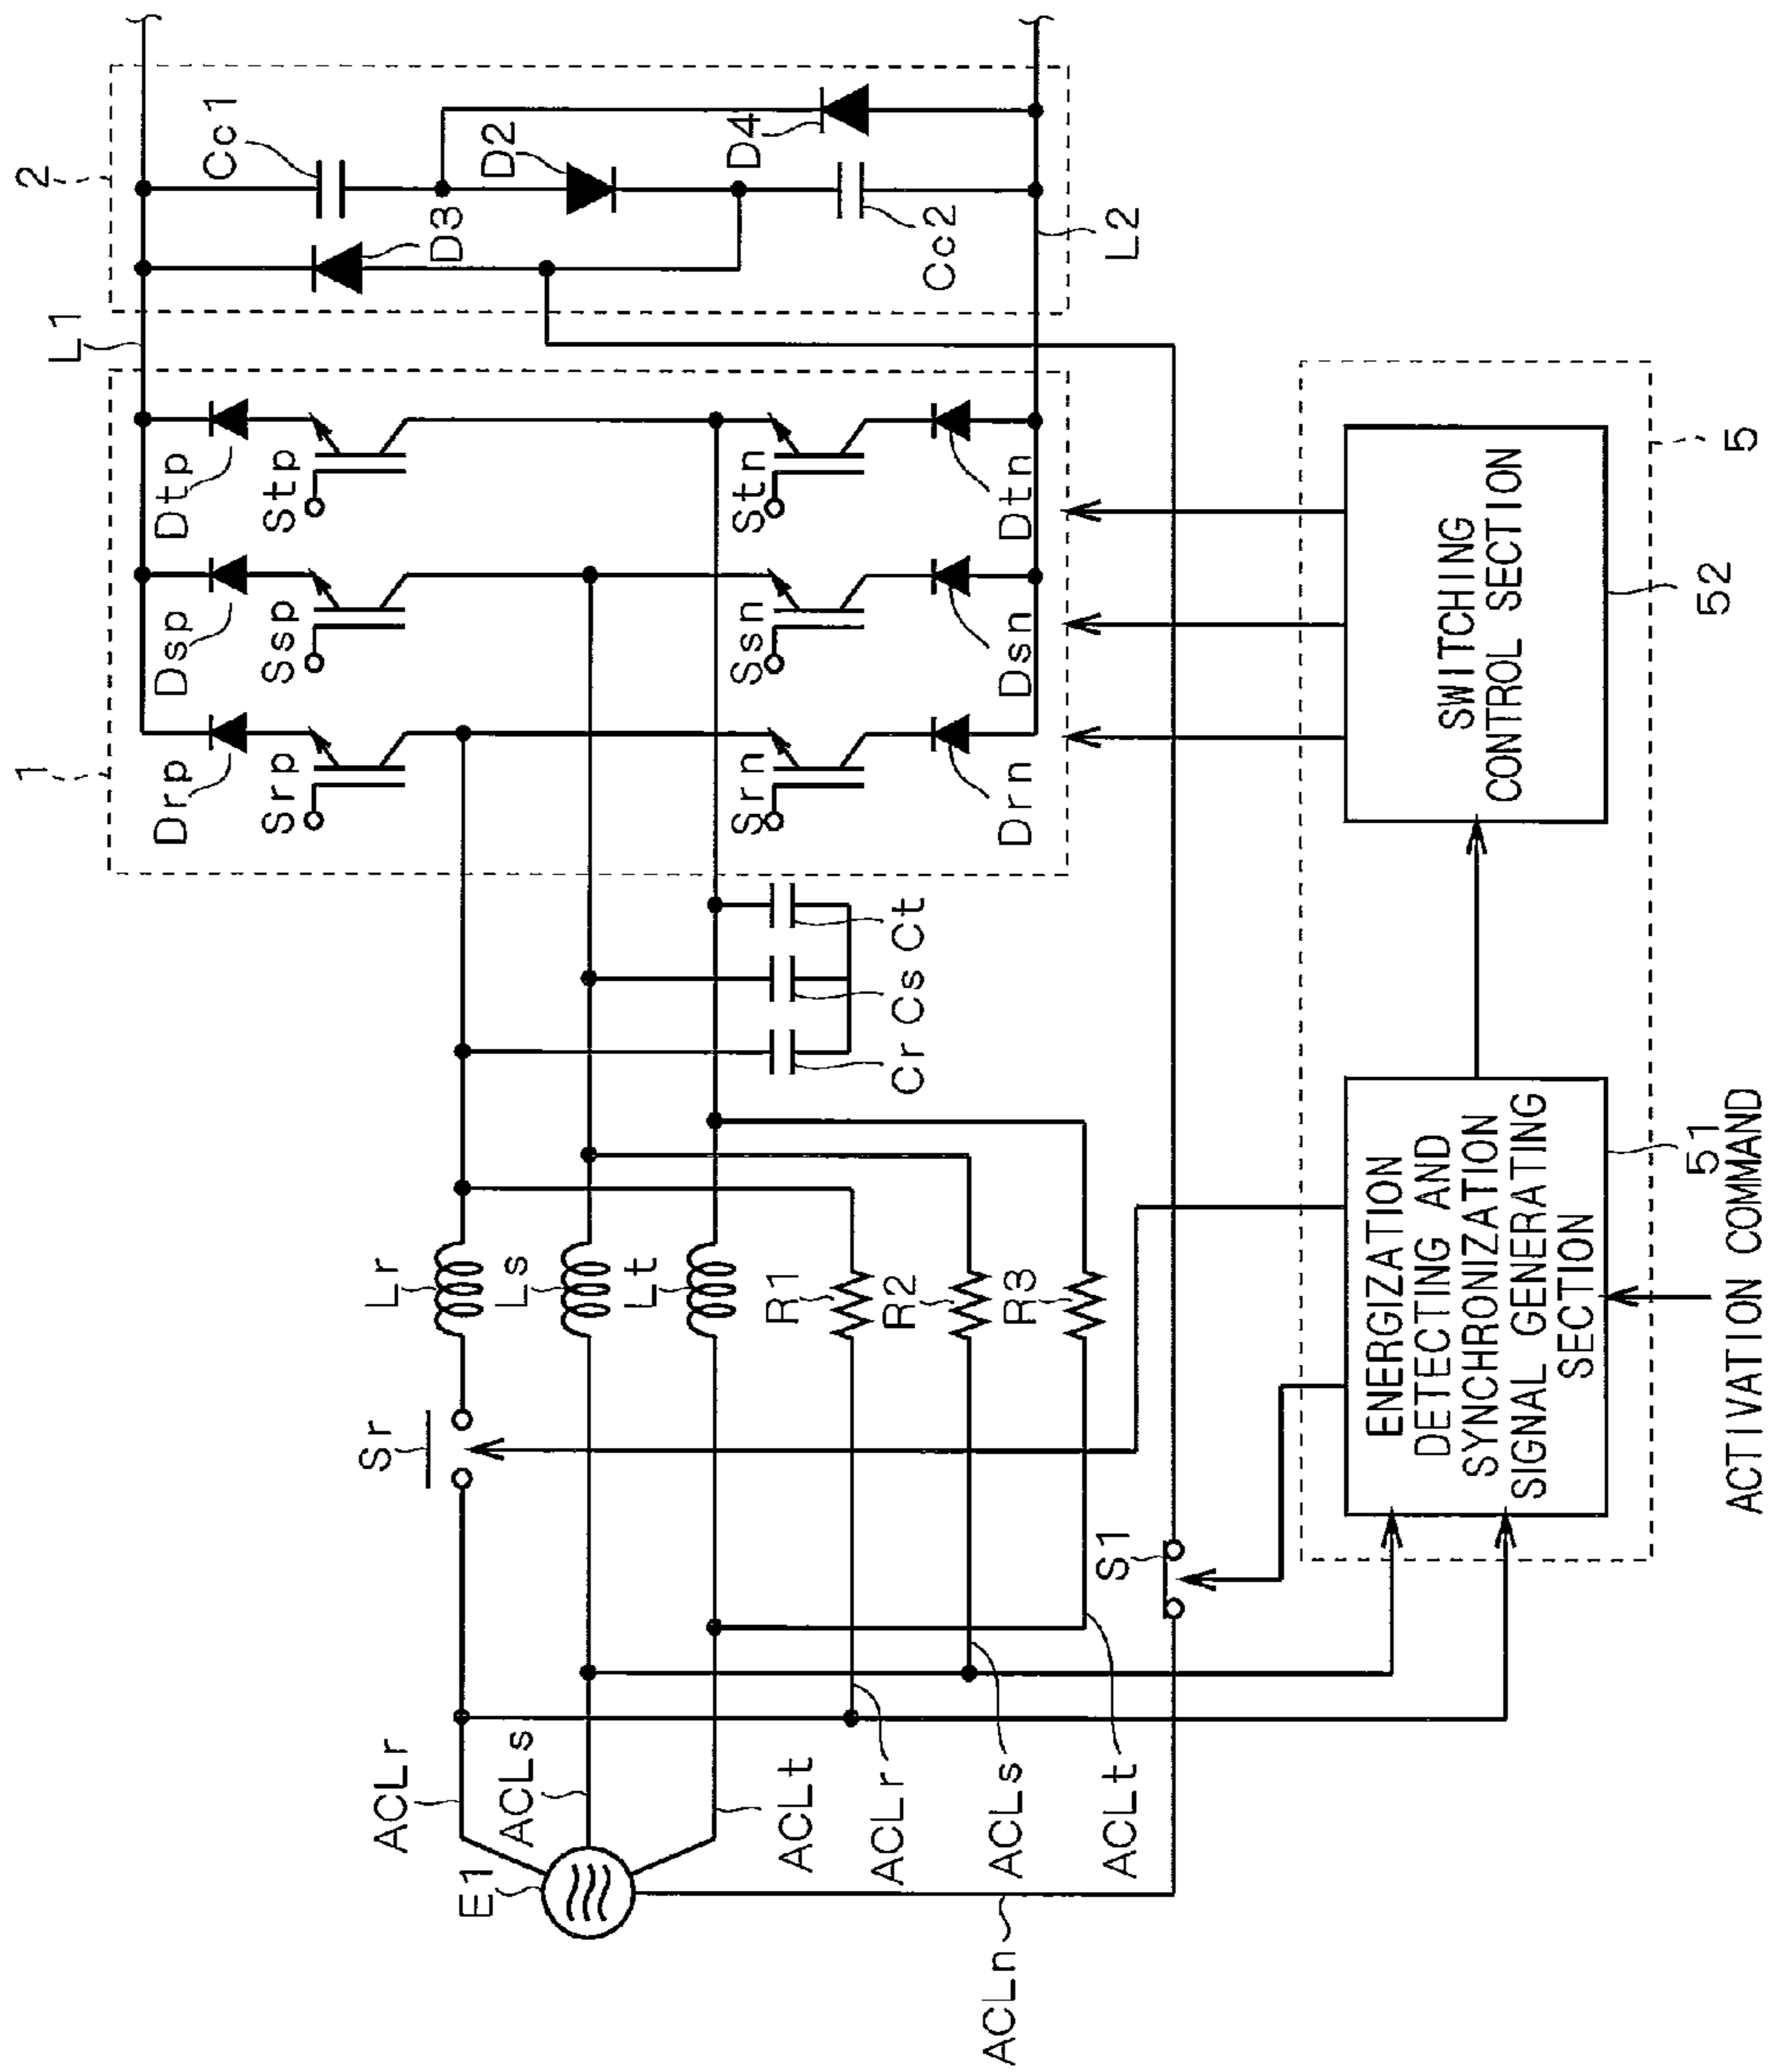 1
2
L1
Drp
Dsp
Dtp
Cc1
Srp
Ssp
Stp
D3
D2
Sr
Lr
Ls
Lt
ACLr
ACLs
ACLt
E1
Srn
Ssn
Stn
D4
R1
R2
R3
Cr
Cs
Ct
Cc2
Drn
Dsn
Dtn
L2
ACLr
ACLs
ACLt
ACLn
S1
ENERGIZATION
DETECTING AND
SYNCHRONIZATION
SIGNAL GENERATING
SECTION
SWITCHING
CONTROL SECTION
51
52
5
ACTIVATION COMMAND